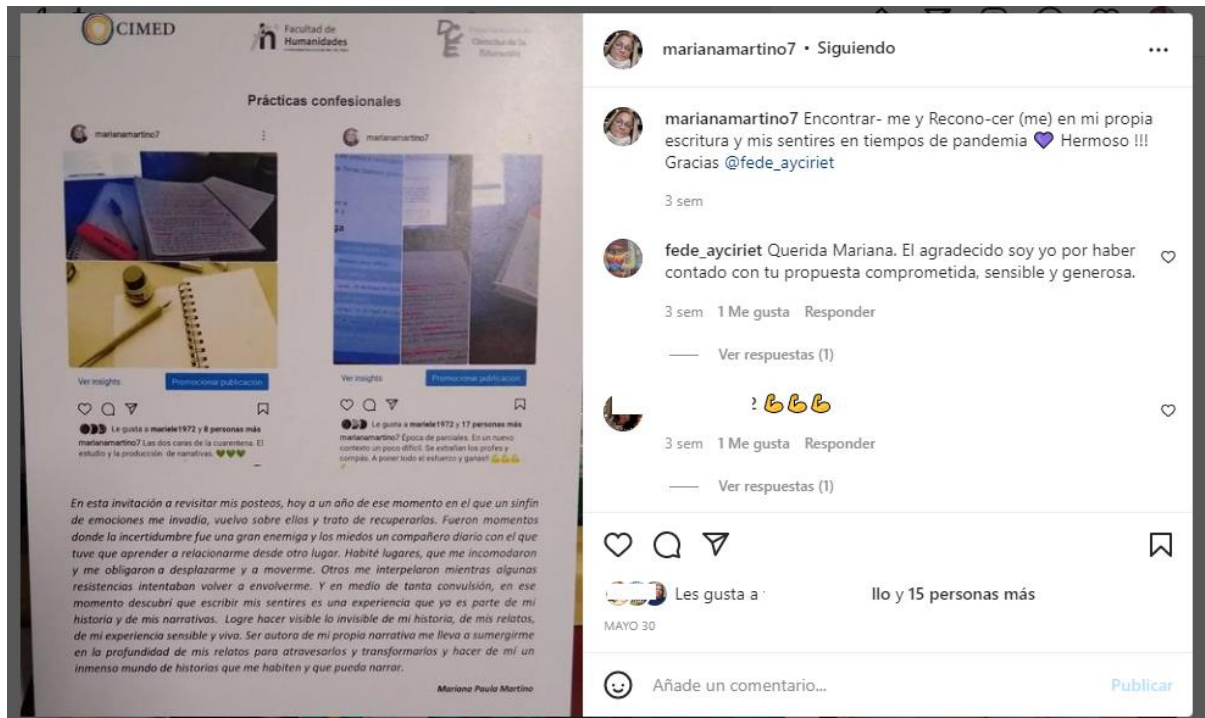 CIMED
Facultad de
Humanidades
Ciencias de la
Educación
Prácticas confesionales
marianamartino7
Ver insights
Promocionar publicación
Le gusta a mariele1972 y 8 personas más
marianamartino7 Las dos caras de la cuarentena. El
estudio y la producción de narrativas. 💚💚💚
marianamartino7
Ver insights
Promocionar publicación
Le gusta a mariele1972 y 17 personas más
marianamartino7 Época de parciales. En un nuevo
contexto un poco difícil. Se extrañan los profes y
compás. A poner todo el esfuerzo y ganas!! 💪💪💪
En esta invitación a revisitar mis posteos, hoy a un año de ese momento en el que un sinfín
de emociones me invadía, vuelvo sobre ellos y trato de recuperarlas. Fueron momentos
donde la incertidumbre fue una gran enemiga y los miedos un compañero diario con el que
tuve que aprender a relacionarme desde otro lugar. Habité lugares, que me incomodaron
y me obligaron a desplazarme y a moverme. Otros me interpelaron mientras algunas
resistencias intentaban volver a envolverme. Y en medio de tanta convulsión, en ese
momento descubrí que escribir mis sentires es una experiencia que ya es parte de mi
historia y de mis narrativas. Logre hacer visible lo invisible de mi historia, de mis relatos,
de mi experiencia sensible y viva. Ser autora de mi propia narrativa me lleva a sumergirme
en la profundidad de mis relatos para atravesarlos y transformarlos y hacer de mí un
inmenso mundo de historias que me habiten y que pueda narrar.
Mariana Paula Martino
marianamartino7 • Siguiendo
marianamartino7 Encontrar- me y Recono-cer (me) en mi propia
escritura y mis sentires en tiempos de pandemia 💜 Hermoso !!!
Gracias @fede_ayciriet
3 sem
fede_ayciriet Querida Mariana. El agradecido soy yo por haber
contado con tu propuesta comprometida, sensible y generosa.
3 sem 1 Me gusta Responder
Ver respuestas (1)
💪💪💪
3 sem 1 Me gusta Responder
Ver respuestas (1)
Les gusta a llo y 15 personas más
MAYO 30
Añade un comentario...
Publicar